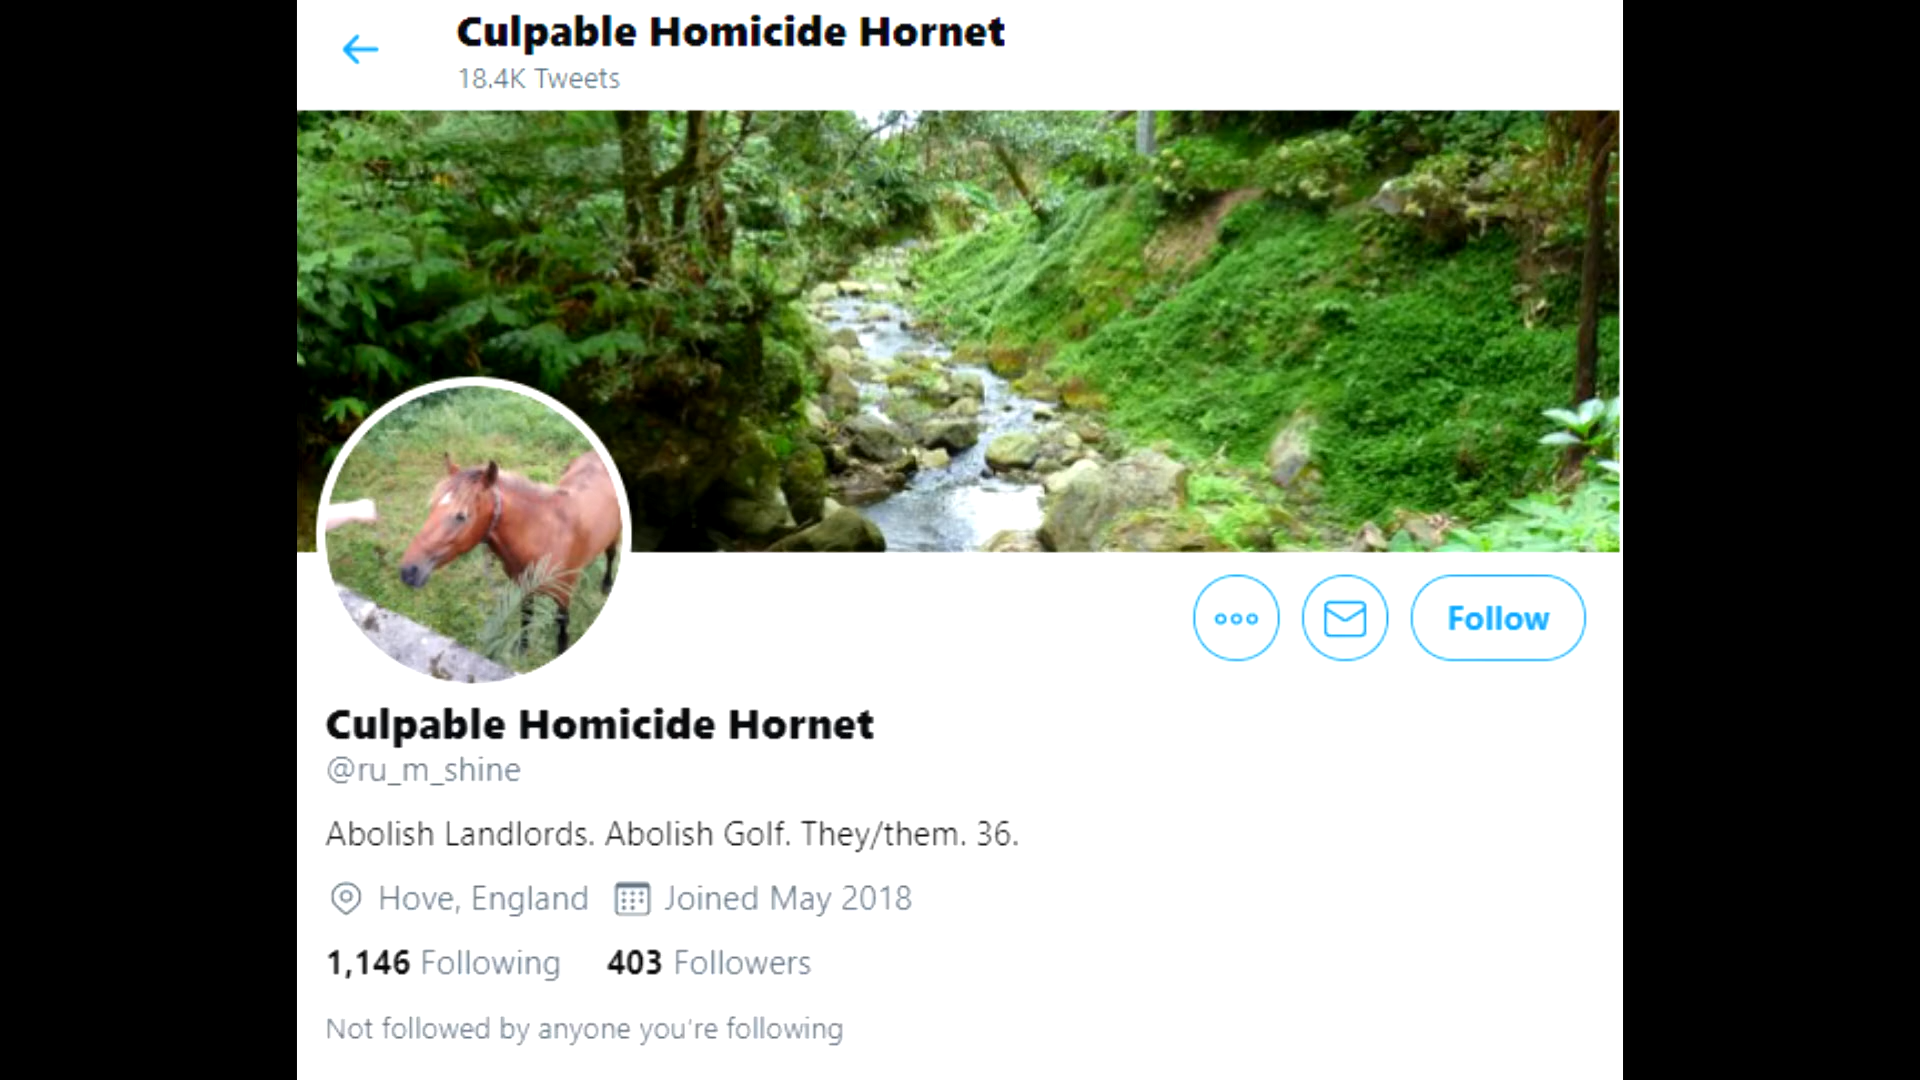 Culpable Homicide Hornet
18.4K Tweets
Follow
Culpable Homicide Hornet
@ru_m_shine
Abolish Landlords. Abolish Golf. They/them. 36.
Hove, England Joined May 2018
1,146 Following 403 Followers
Not followed by anyone you're following